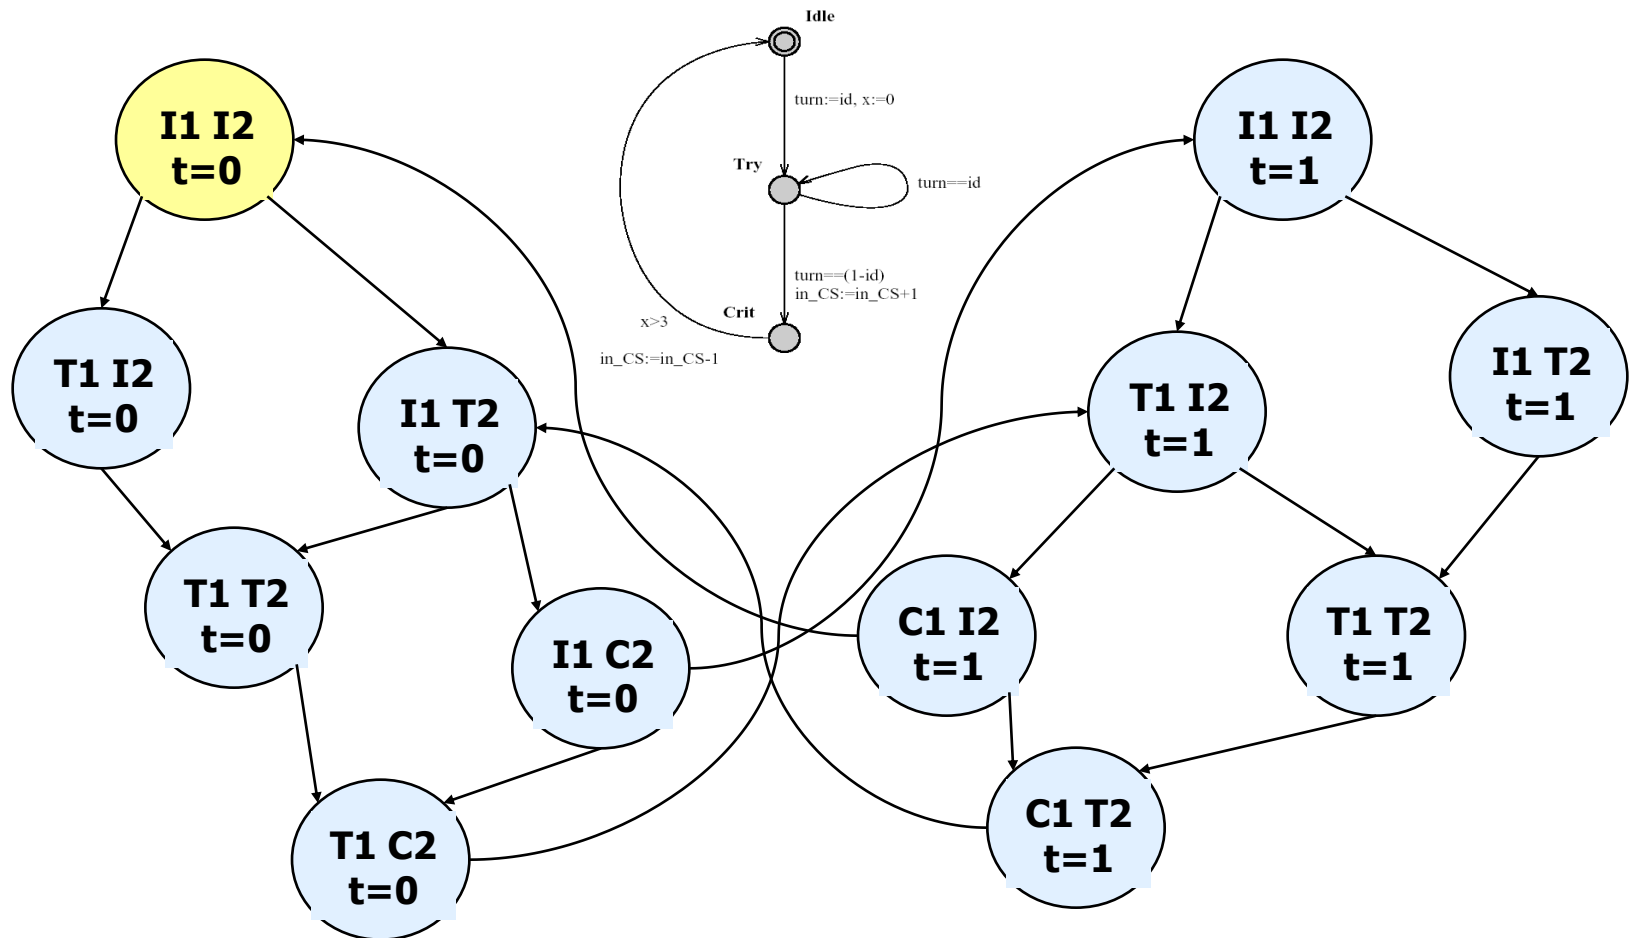 Idle
turn:=id, x:=0
Try
turn==id
turn==(1-id)
in_CS:=in_CS+1
Crit
x>3
in_CS:=in_CS-1
I1 I2
t=0
T1 I2
t=0
I1 T2
t=0
T1 T2
t=0
I1 C2
t=0
T1 C2
t=0
I1 I2
t=1
T1 I2
t=1
I1 T2
t=1
C1 I2
t=1
T1 T2
t=1
C1 T2
t=1